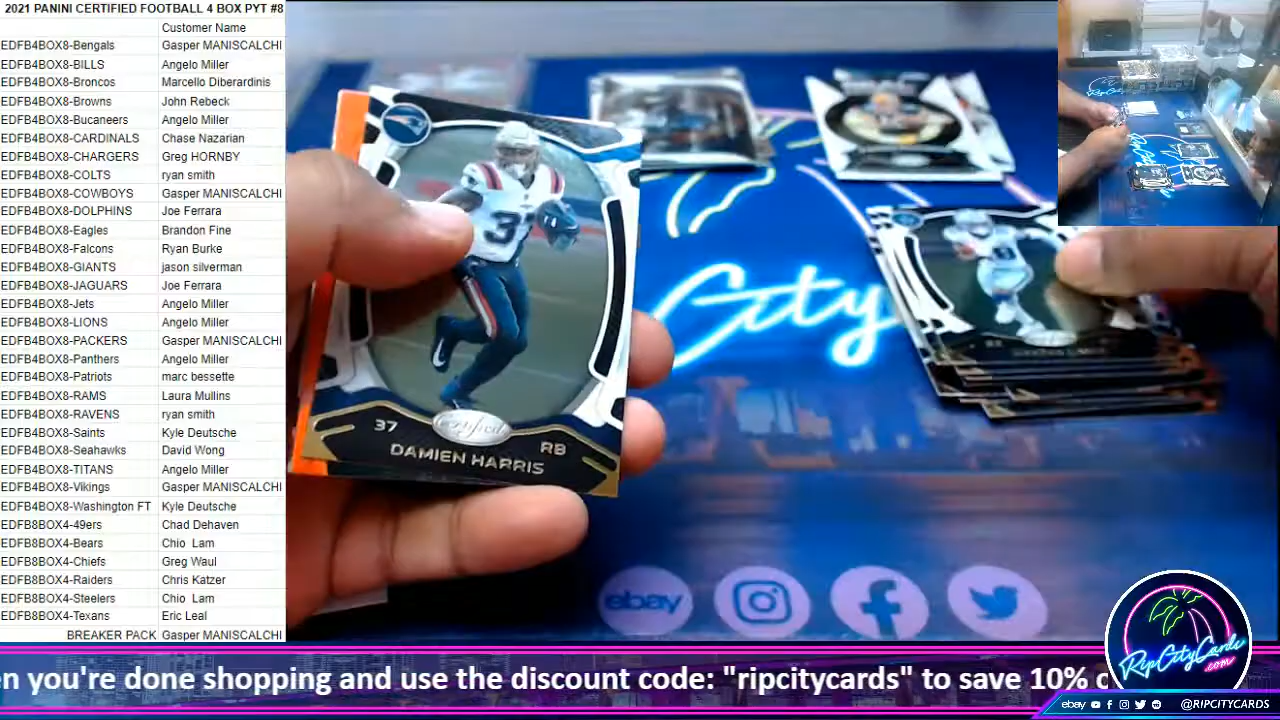 2021 PANINI CERTIFIED FOOTBALL 4 BOX PYT #8
Customer Name
EDFB4BOX8-Bengals Gasper MANISCALCHI
EDFB4BOX8-BILLS Angelo Miller
EDFB4BOX8-Broncos Marcello Diberardinis
EDFB4BOX8-Browns John Rebeck
EDFB4BOX8-Bucaneers Angelo Miller
EDFB4BOX8-CARDINALS Chase Nazarian
EDFB4BOX8-CHARGERS Greg HORNBY
EDFB4BOX8-COLTS ryan smith
EDFB4BOX8-COWBOYS Gasper MANISCALCHI
EDFB4BOX8-DOLPHINS Joe Ferrara
EDFB4BOX8-Eagles Brandon Fine
EDFB4BOX8-Falcons Ryan Burke
EDFB4BOX8-GIANTS jason silverman
EDFB4BOX8-JAGUARS Joe Ferrara
EDFB4BOX8-Jets Angelo Miller
EDFB4BOX8-LIONS Angelo Miller
EDFB4BOX8-PACKERS Gasper MANISCALCHI
EDFB4BOX8-Panthers Angelo Miller
EDFB4BOX8-Patriots marc bessette
EDFB4BOX8-RAMS Laura Mullins
EDFB4BOX8-RAVENS ryan smith
EDFB4BOX8-Saints Kyle Deutsche
EDFB4BOX8-Seahawks David Wong
EDFB4BOX8-TITANS Angelo Miller
EDFB4BOX8-Vikings Gasper MANISCALCHI
EDFB4BOX8-Washington FT Kyle Deutsche
EDFB8BOX4-49ers Chad Dehaven
EDFB8BOX4-Bears Chio Lam
EDFB8BOX4-Chiefs Greg Waul
EDFB8BOX4-Raiders Chris Katzer
EDFB8BOX4-Steelers Chio Lam
EDFB8BOX4-Texans Eric Leal
BREAKER PACK Gasper MANISCALCHI
37 Certified RB
DAMIEN HARRIS
City
ebay
RipCityCards
.com
n you're done shopping and use the discount code: "ripcitycards" to save 10%
ebay @RIPCITYCARDS